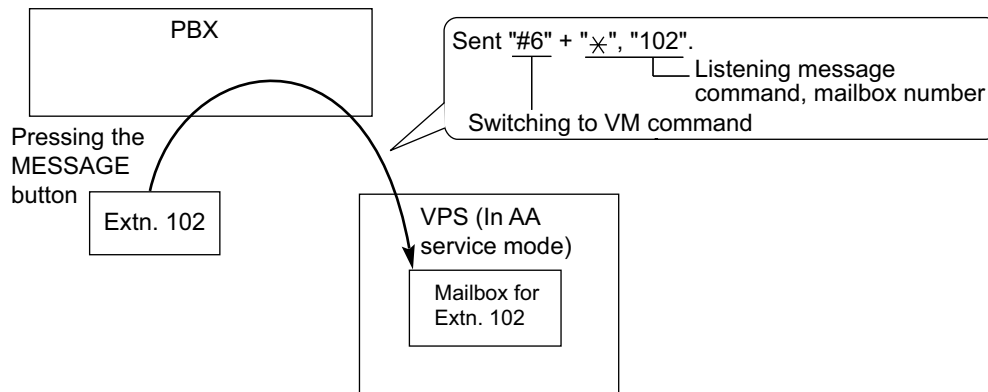 PBX
Sent "#6" + "✳", "102".
Listening message
command, mailbox number
Switching to VM command
Pressing the
MESSAGE
button
Extn. 102
VPS (In AA
service mode)
Mailbox for
Extn. 102